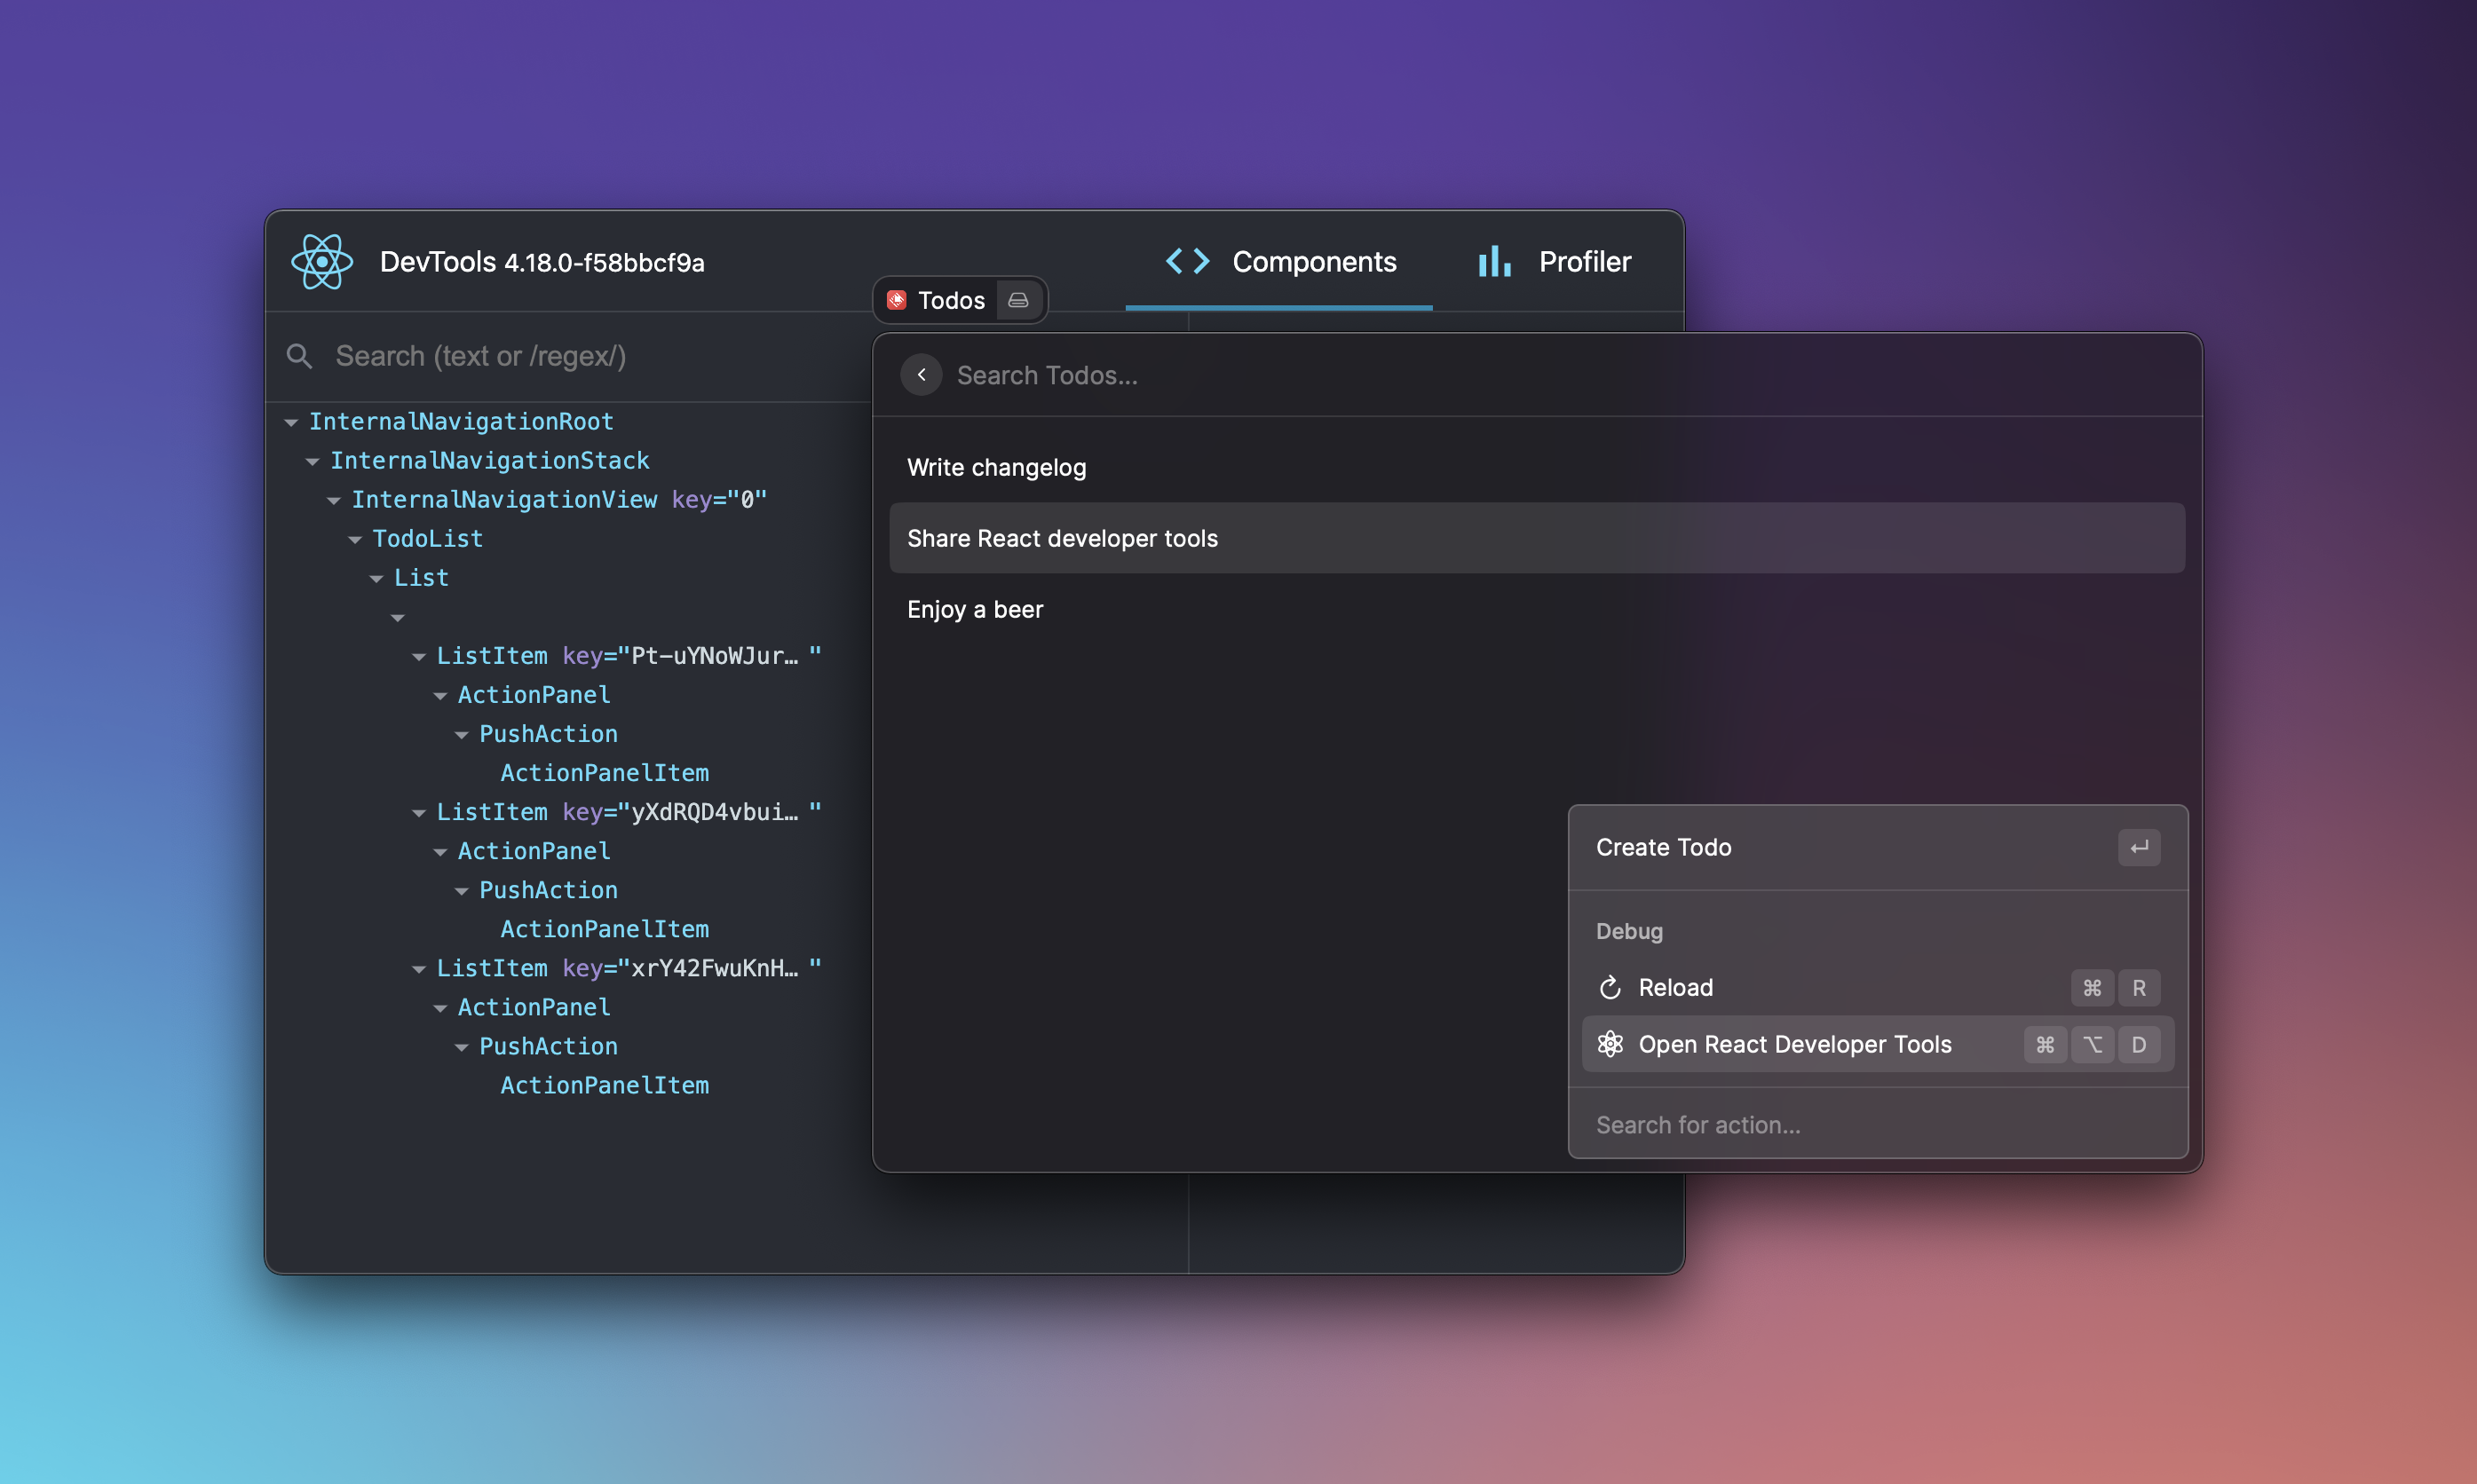 DevTools 4.18.0-f58bbcf9a
Components
Profiler
Search (text or /regex/)
InternalNavigationRoot
InternalNavigationStack
InternalNavigationView key="0"
TodoList
List
ListItem key="Pt-uYNoWJur… "
ActionPanel
PushAction
ActionPanelItem
ListItem key="yXdRQD4vbui… "
ActionPanel
PushAction
ActionPanelItem
ListItem key="xrY42FwuKnH… "
ActionPanel
PushAction
ActionPanelItem
Todos
Search Todos...
Write changelog
Share React developer tools
Enjoy a beer
Create Todo ↵
Debug
Reload ⌘ R
Open React Developer Tools ⌘ ⌥ D
Search for action...